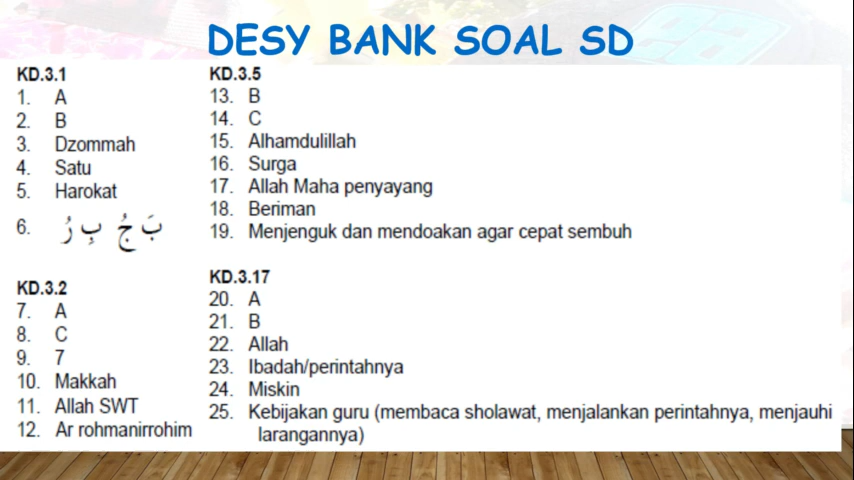 DESY BANK SOAL SD
KD.3.1
1. A
2. B
3. Dzommah
4. Satu
5. Harokat
6. بَ جُ بِ رُ
KD.3.2
7. A
8. C
9. 7
10. Makkah
11. Allah SWT
12. Ar rohmanirrohim
KD.3.5
13. B
14. C
15. Alhamdulillah
16. Surga
17. Allah Maha penyayang
18. Beriman
19. Menjenguk dan mendoakan agar cepat sembuh
KD.3.17
20. A
21. B
22. Allah
23. Ibadah/perintahnya
24. Miskin
25. Kebijakan guru (membaca sholawat, menjalankan perintahnya, menjauhi
larangannya)